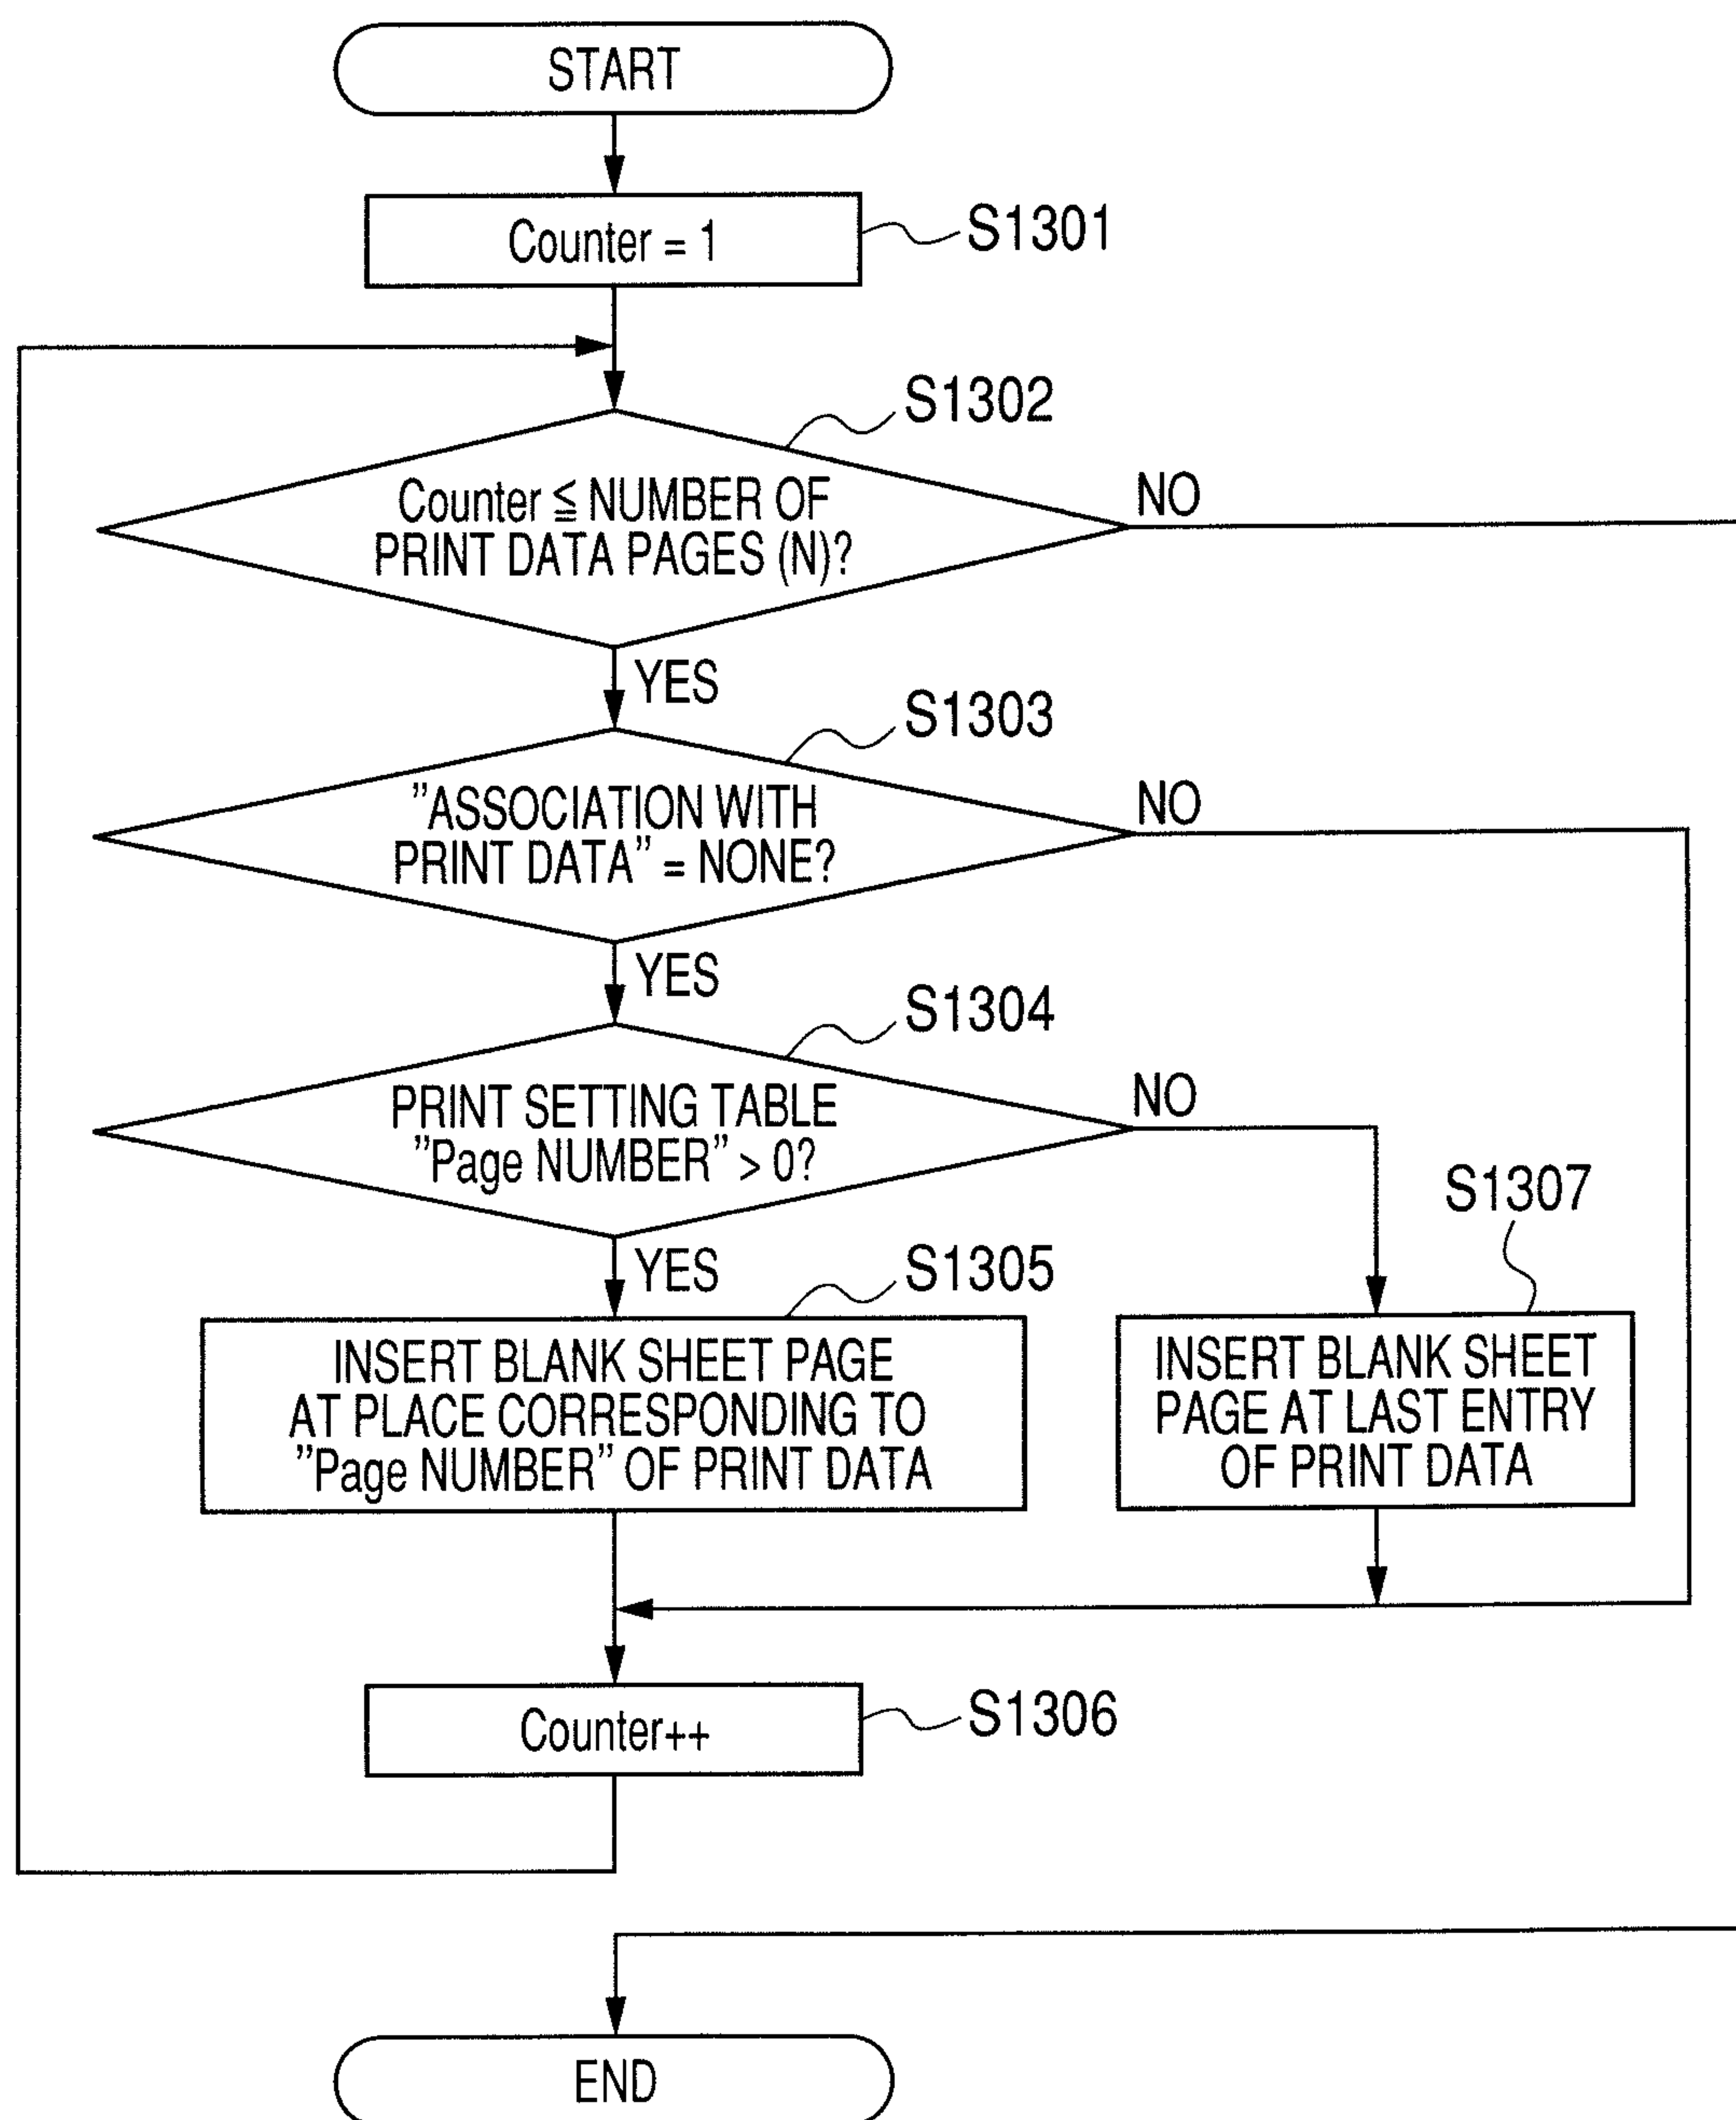 START
Counter = 1
S1301
S1302
Counter ≦ NUMBER OF
PRINT DATA PAGES (N)?
NO
YES
S1303
”ASSOCIATION WITH
PRINT DATA” = NONE?
NO
YES
S1304
PRINT SETTING TABLE
”Page NUMBER” > 0?
NO
YES
S1305
S1307
INSERT BLANK SHEET PAGE
AT PLACE CORRESPONDING TO
”Page NUMBER” OF PRINT DATA
INSERT BLANK SHEET
PAGE AT LAST ENTRY
OF PRINT DATA
Counter++
S1306
END